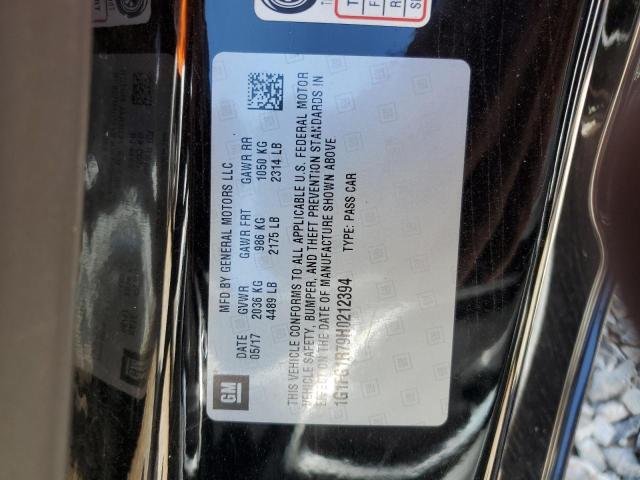 MFD BY GENERAL MOTORS LLC
DATE GVWR GAWR FRT GAWR RR
05/17 2036 KG 986 KG 1050 KG
4489 LB 2175 LB 2314 LB
THIS VEHICLE CONFORMS TO ALL APPLICABLE U.S. FEDERAL MOTOR
VEHICLE SAFETY, BUMPER, AND THEFT PREVENTION STANDARDS IN
EFFECT ON THE DATE OF MANUFACTURE SHOWN ABOVE
TYPE: PASS CAR
GM